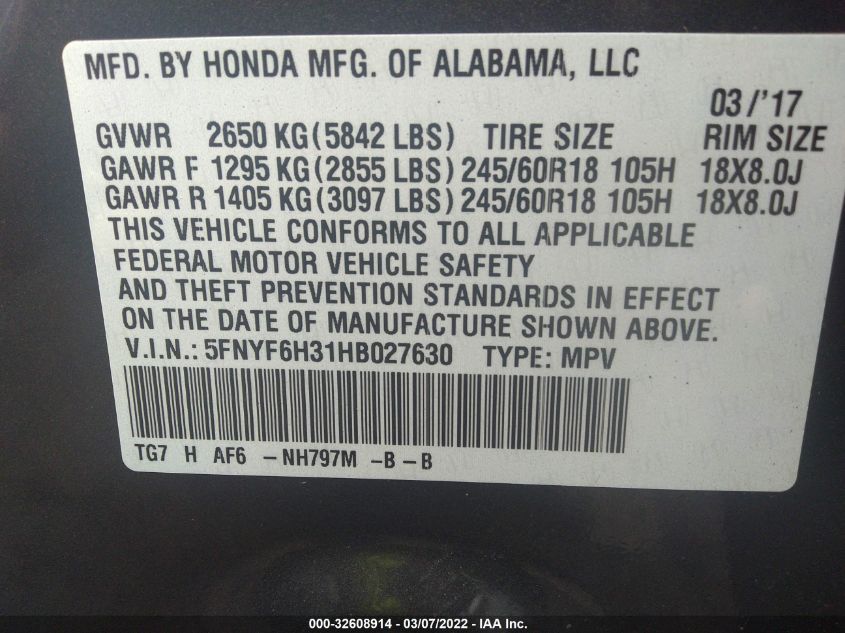 MFD. BY HONDA MFG. OF ALABAMA, LLC
03/'17
GVWR 2650 KG(5842 LBS) TIRE SIZE RIM SIZE
GAWR F 1295 KG(2855 LBS) 245/60R18 105H 18X8.0J
GAWR R 1405 KG(3097 LBS) 245/60R18 105H 18X8.0J
THIS VEHICLE CONFORMS TO ALL APPLICABLE
FEDERAL MOTOR VEHICLE SAFETY
AND THEFT PREVENTION STANDARDS IN EFFECT
ON THE DATE OF MANUFACTURE SHOWN ABOVE.
V.I.N.: 5FNYF6H31HB027630 TYPE: MPV
TG7 H AF6 -NH797M -B-B
000-32608914 - 03/07/2022 - IAA Inc.